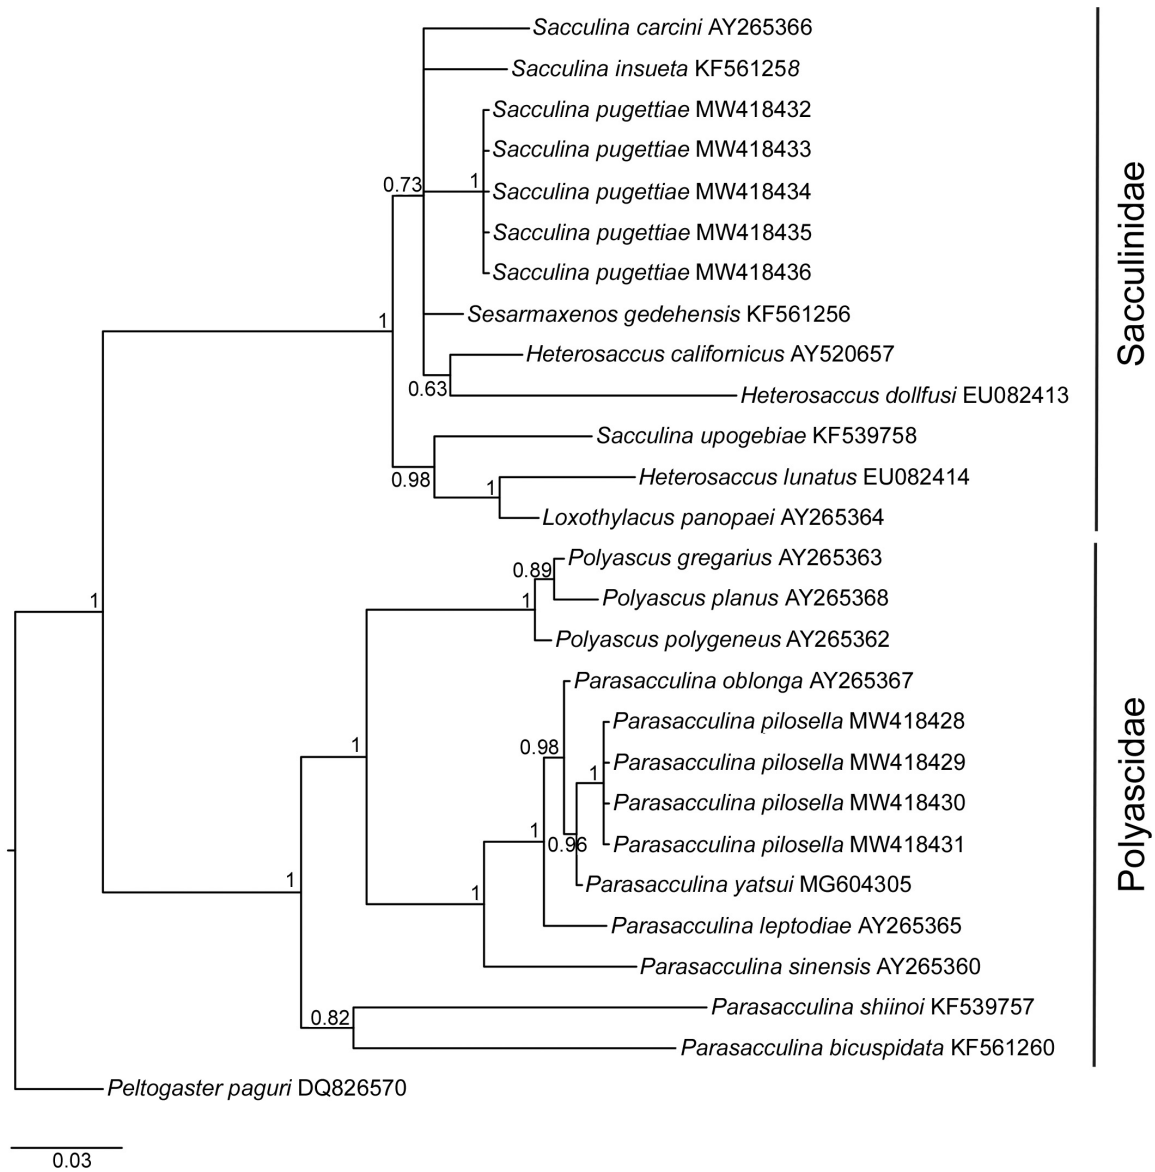 Sacculina carcini AY265366
Sacculina insueta KF561258
Sacculina pugettiae MW418432
Sacculina pugettiae MW418433
0.73
1
Sacculina pugettiae MW418434
Sacculina pugettiae MW418435
Sacculina pugettiae MW418436
Sacculinidae
1
Sesarmaxenos gedehensis KF561256
Heterosaccus californicus AY520657
0.63
Heterosaccus dollfusi EU082413
Sacculina upogebiae KF539758
0.98
1
Heterosaccus lunatus EU082414
Loxothylacus panopaei AY265364
0.89
Polyascus gregarius AY265363
1
1
Polyascus planus AY265368
Polyascus polygeneus AY265362
Parasacculina oblonga AY265367
Parasacculina pilosella MW418428
1
0.98
1
Parasacculina pilosella MW418429
Parasacculina pilosella MW418430
1
0.96
Parasacculina pilosella MW418431
Polyascidae
1
1
Parasacculina yatsui MG604305
Parasacculina leptodiae AY265365
Parasacculina sinensis AY265360
0.82
Parasacculina shiinoi KF539757
Parasacculina bicuspidata KF561260
Peltogaster paguri DQ826570
0.03